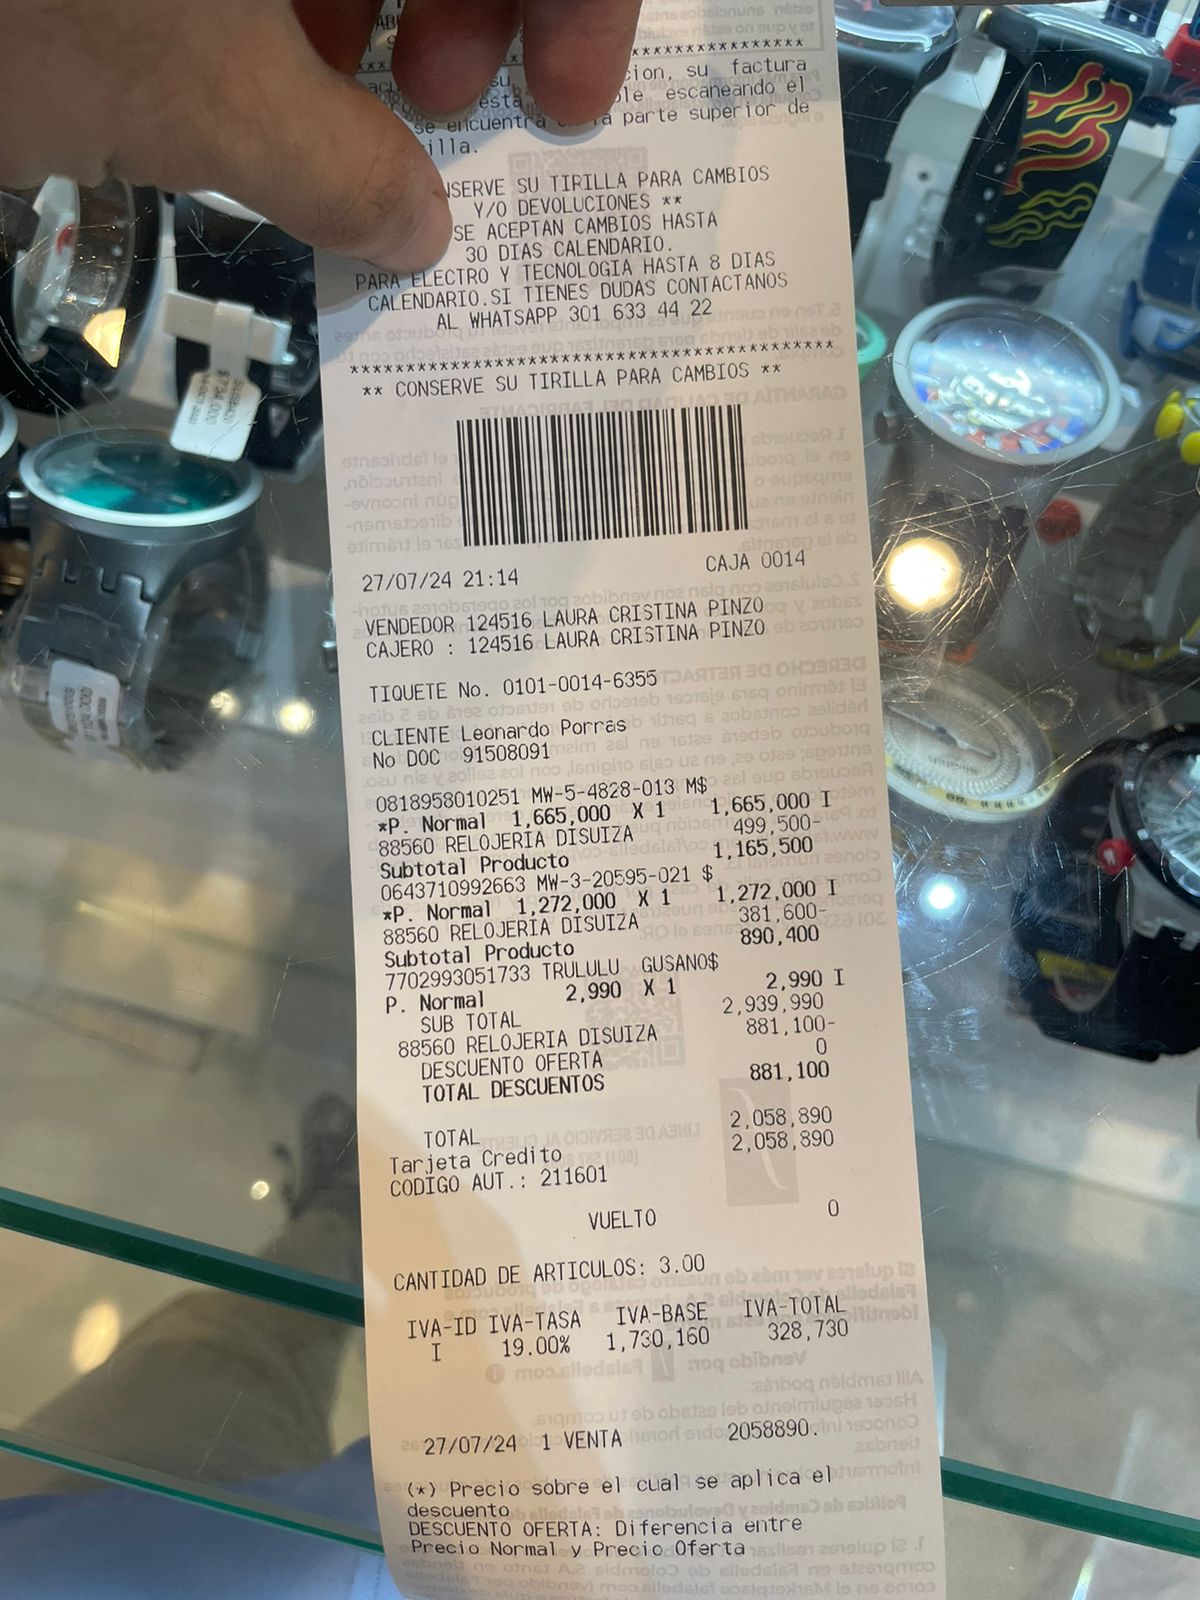 cion, su factura
esta escaneando el
se encuentra la parte superior de
illa.
NSERVE SU TIRILLA PARA CAMBIOS
Y/O DEVOLUCIONES **
SE ACEPTAN CAMBIOS HASTA
30 DIAS CALENDARIO.
PARA ELECTRO Y TECNOLOGIA HASTA 8 DIAS
CALENDARIO.SI TIENES DUDAS CONTACTANOS
AL WHATSAPP 301 633 44 22
******************************************
** CONSERVE SU TIRILLA PARA CAMBIOS **
27/07/24 21:14 CAJA 0014
VENDEDOR 124516 LAURA CRISTINA PINZO
CAJERO : 124516 LAURA CRISTINA PINZO
TIQUETE No. 0101-0014-6355
CLIENTE Leonardo Porras
No DOC 91508091
0818958010251 MW-5-4828-013 M$
*P. Normal 1,665,000 X 1 1,665,000 I
88560 RELOJERIA DISUIZA 499,500-
Subtotal Producto 1,165,500
0643710992663 MW-3-20595-021 $
*P. Normal 1,272,000 X 1 1,272,000 I
88560 RELOJERIA DISUIZA 381,600-
Subtotal Producto 890,400
7702993051733 TRULULU GUSANO$
P. Normal 2,990 X 1 2,990 I
SUB TOTAL 2,939,990
88560 RELOJERIA DISUIZA 881,100-
DESCUENTO OFERTA 0
TOTAL DESCUENTOS 881,100
TOTAL 2,058,890
Tarjeta Credito 2,058,890
CODIGO AUT.: 211601
VUELTO 0
CANTIDAD DE ARTICULOS: 3.00
IVA-ID IVA-TASA IVA-BASE IVA-TOTAL
I 19.00% 1,730,160 328,730
27/07/24 1 VENTA 2058890.
(*) Precio sobre el cual se aplica el
descuento
DESCUENTO OFERTA: Diferencia entre
Precio Normal y Precio Oferta